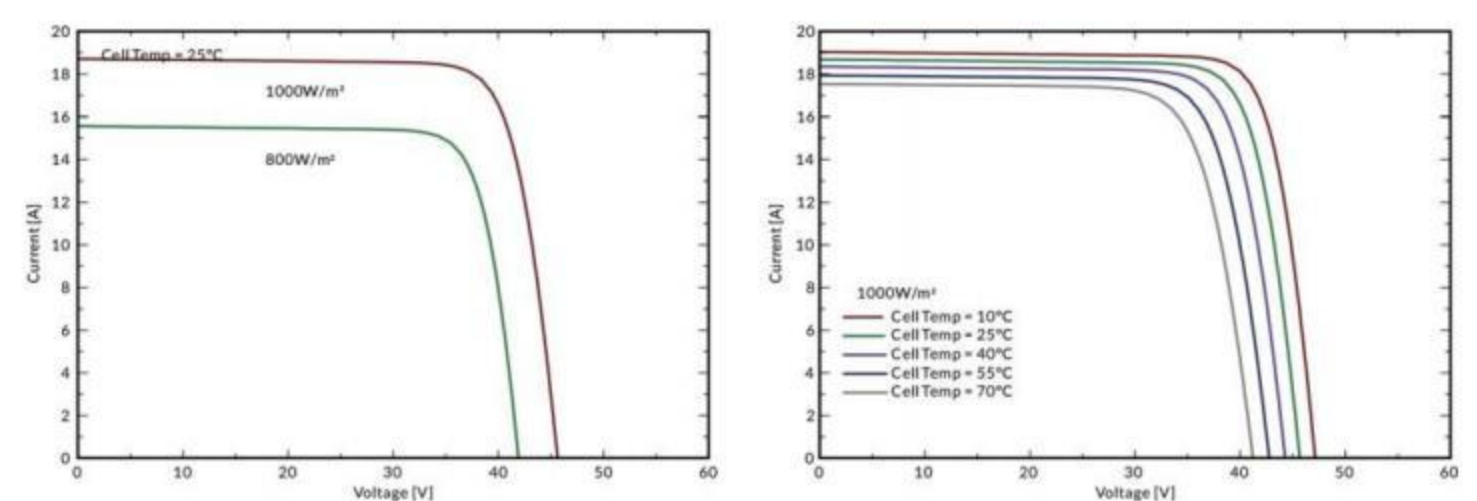 20
Cell Temp = 25°C
18
1000W/m²
16
14
800W/m²
12
10
8
6
4
2
0
Current [A]
0 10 20 30 40 50 60
Voltage [V]
20
18
16
14
12
10
8
1000W/m²
Cell Temp = 10°C
6
Cell Temp = 25°C
Cell Temp = 40°C
4
Cell Temp = 55°C
Cell Temp = 70°C
2
0
Current [A]
0 10 20 30 40 50 60
Voltage [V]